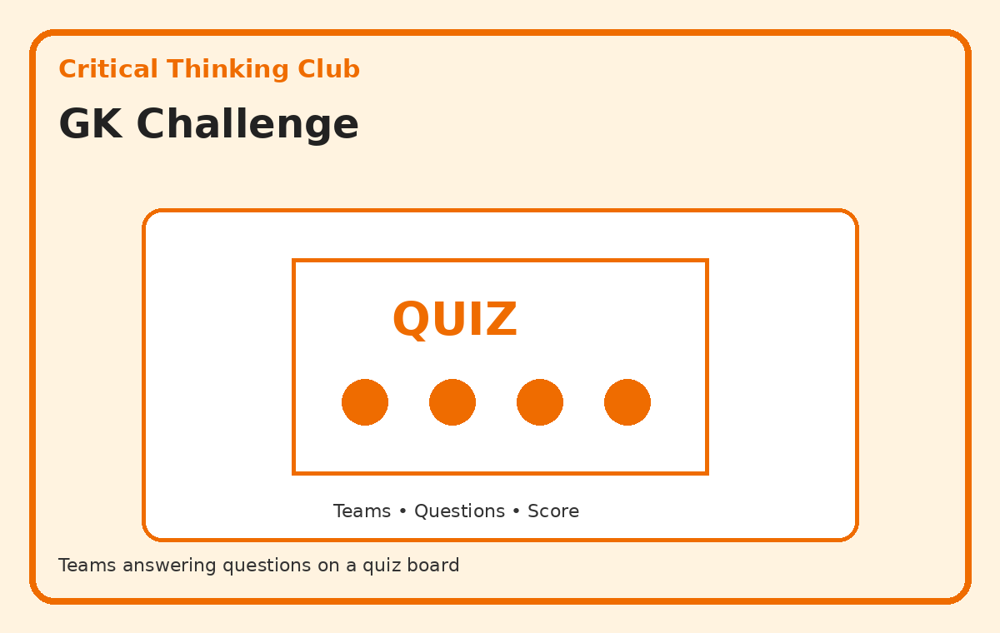 Critical Thinking Club
GK Challenge
QUIZ
Teams • Questions • Score
Teams answering questions on a quiz board